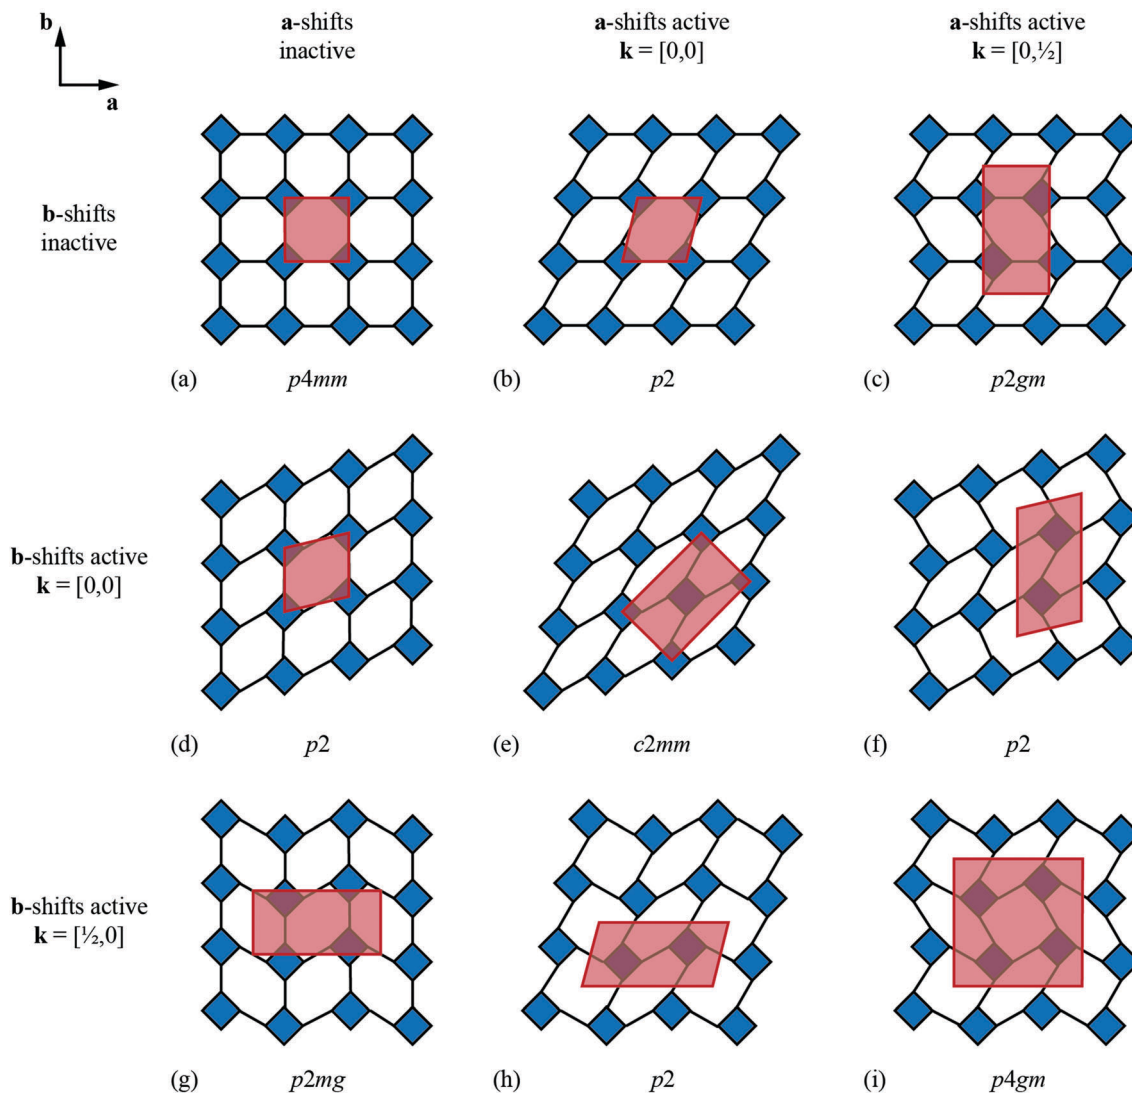 b
a
a-shifts
inactive
a-shifts active
k = [0,0]
a-shifts active
k = [0,½]
b-shifts
inactive
(a) p4mm
(b) p2
(c) p2gm
b-shifts active
k = [0,0]
(d) p2
(e) c2mm
(f) p2
b-shifts active
k = [½,0]
(g) p2mg
(h) p2
(i) p4gm